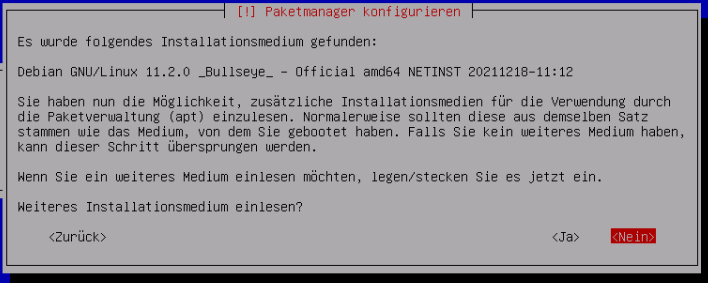 [!] Paketmanager konfigurieren
Es wurde folgendes Installationsmedium gefunden:
Debian GNU/Linux 11.2.0 _Bullseye_ - Official amd64 NETINST 20211218-11:12
Sie haben nun die Möglichkeit, zusätzliche Installationsmedien für die Verwendung durch
die Paketverwaltung (apt) einzulesen. Normalerweise sollten diese aus demselben Satz
stammen wie das Medium, von dem Sie gebootet haben. Falls Sie kein weiteres Medium haben,
kann dieser Schritt übersprungen werden.
Wenn Sie ein weiteres Medium einlesen möchten, legen/stecken Sie es jetzt ein.
Weiteres Installationsmedium einlesen?
<Zurück> <Ja> <Nein>